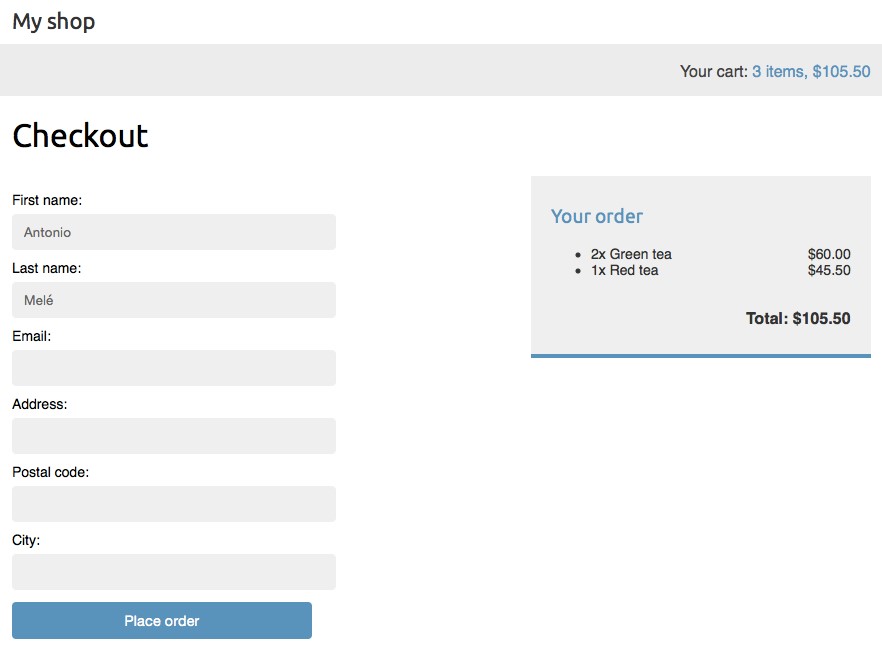 My shop
Your cart: 3 items, $105.50
Checkout
First name:
Antonio
Last name:
Melé
Email:
Address:
Postal code:
City:
Place order
Your order
2x Green tea $60.00
1x Red tea $45.50
Total: $105.50